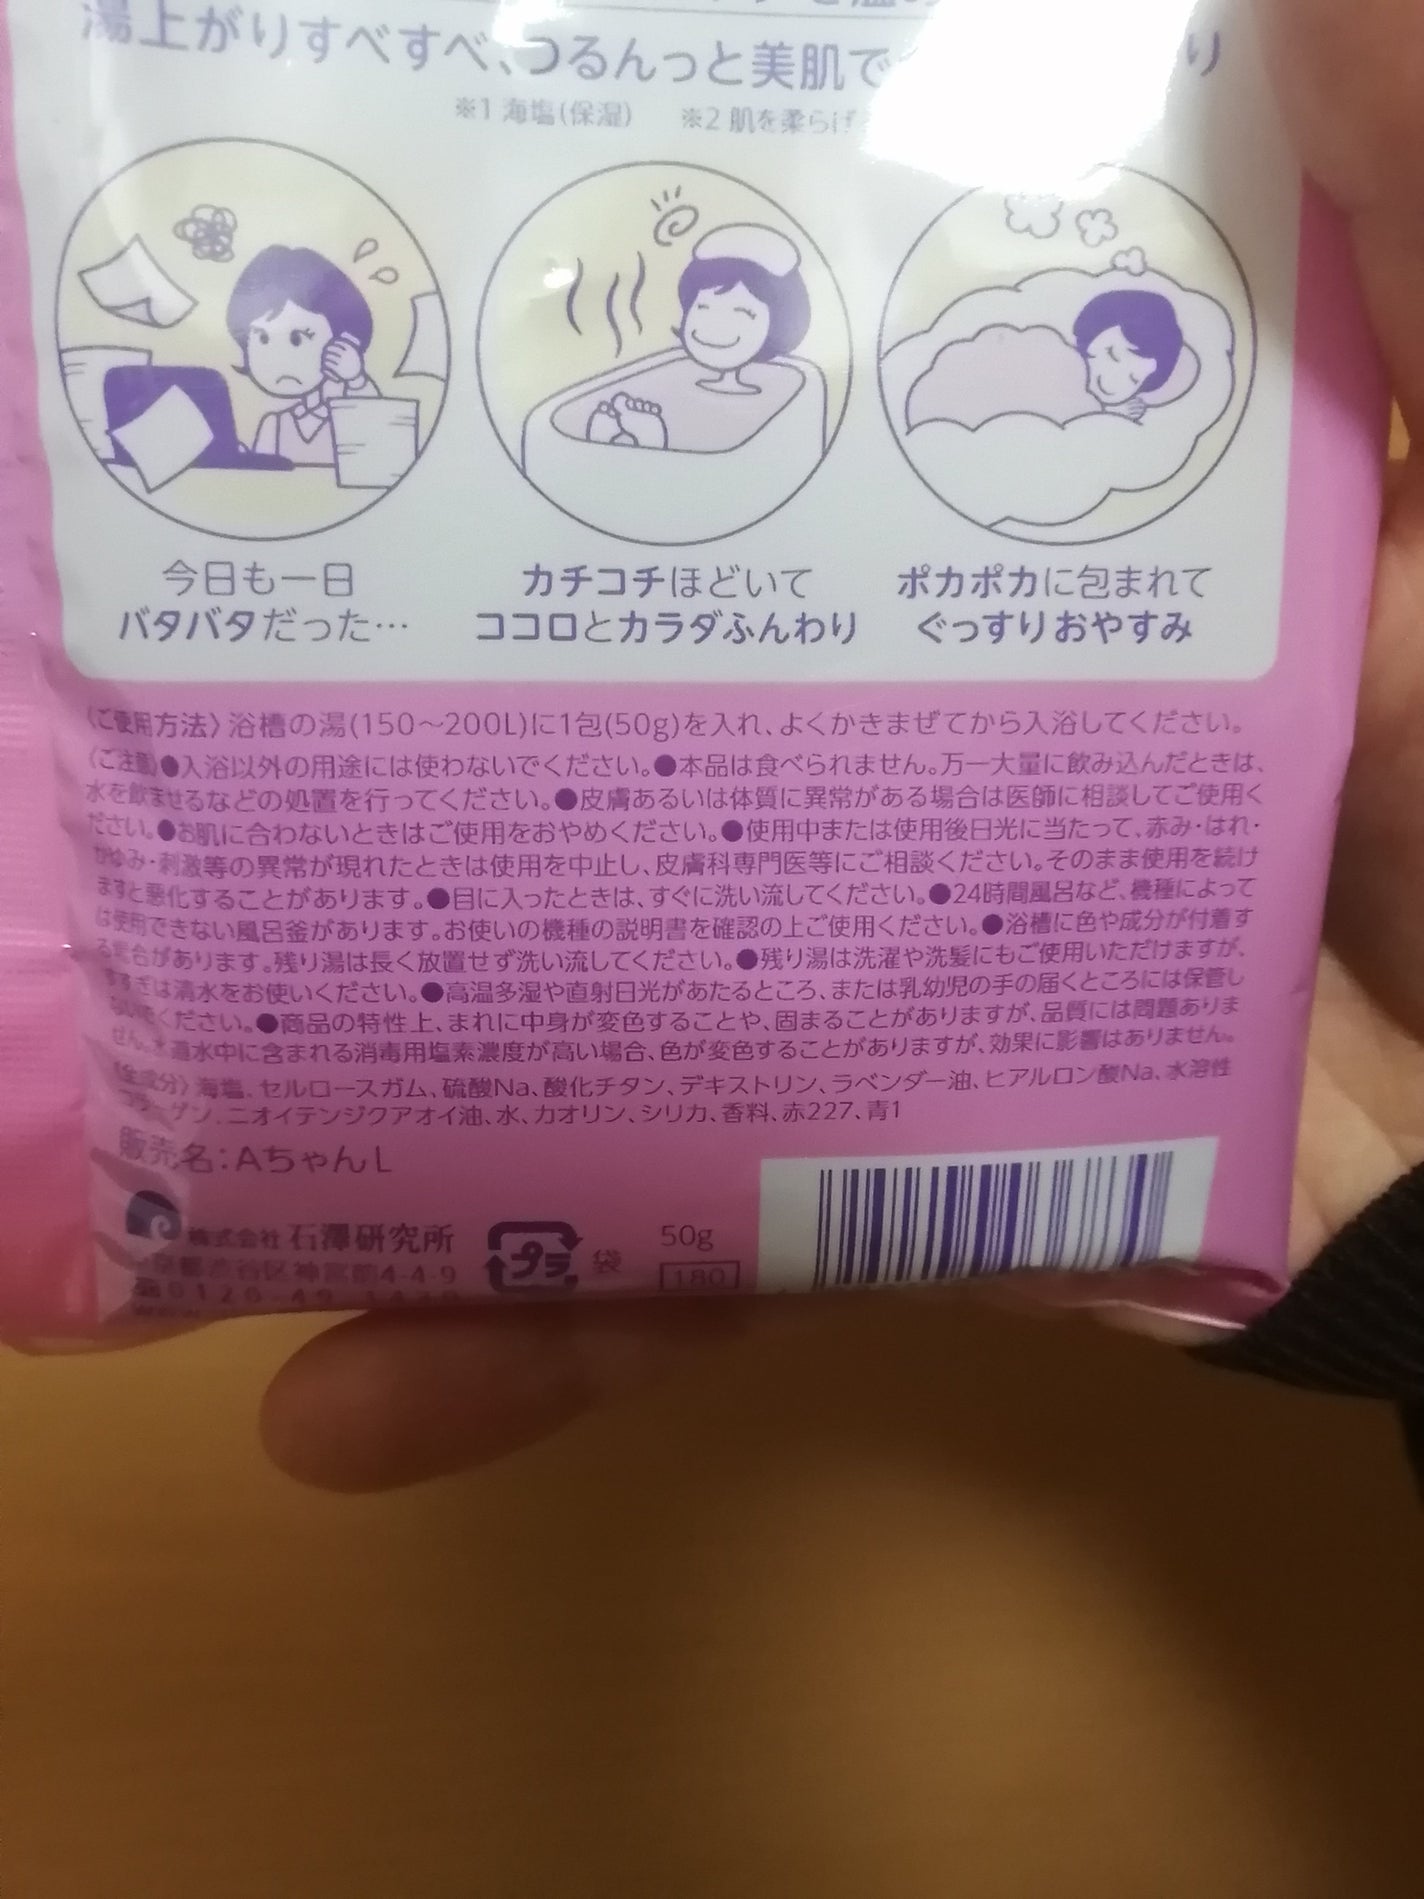 湯上がりすべすべ、つるんっと美肌で
り
※1 海塩(保湿) ※2 肌を柔らげ
今日も一日
バタバタだった…
カチコチほどいて
ココロとカラダふんわり
ポカポカに包まれて
ぐっすりおやすみ
〈ご使用方法〉浴槽の湯(150〜200L)に1包(50g)を入れ、よくかきまぜてから入浴してください。
〈ご注意〉●入浴以外の用途には使わないでください。●本品は食べられません。万一大量に飲み込んだときは、
水を飲ませるなどの処置を行ってください。●皮膚あるいは体質に異常がある場合は医師に相談してご使用く
ださい。●お肌に合わないときはご使用をおやめください。●使用中または使用後日光に当たって、赤み・はれ・
かゆみ・刺激等の異常が現れたときは使用を中止し、皮膚科専門医等にご相談ください。そのまま使用を続け
ますと悪化することがあります。●目に入ったときは、すぐに洗い流してください。●24時間風呂など、機種によって
は使用できない風呂釜があります。お使いの機種の説明書を確認の上ご使用ください。●浴槽に色や成分が付着す
る場合があります。残り湯は長く放置せず洗い流してください。●残り湯は洗濯や洗髪にもご使用いただけますが、
すすぎは清水をお使いください。●高温多湿や直射日光があたるところ、または乳幼児の手の届くところには保管し
ないでください。●商品の特性上、まれに中身が変色することや、固まることがありますが、品質には問題ありま
せん。水道水中に含まれる消毒用塩素濃度が高い場合、色が変色することがありますが、効果に影響はありません。
〈全成分〉海塩、セルロースガム、硫酸Na、酸化チタン、デキストリン、ラベンダー油、ヒアルロン酸Na、水溶性
コラーゲン、ニオイテンジクアオイ油、水、カオリン、シリカ、香料、赤227、青1
販売名：AちゃんL
株式会社 石澤研究所
京都渋谷区神宮前4-4-9
プラ 袋
50g
180